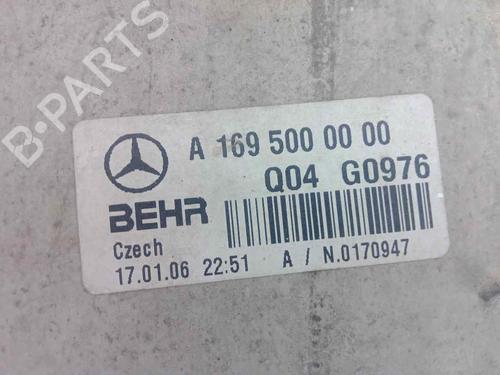 B-PARTS
A 169 500 00 00
Q04 G0976
BEHR
Czech
17.01.06 22:51 A / N.0170947